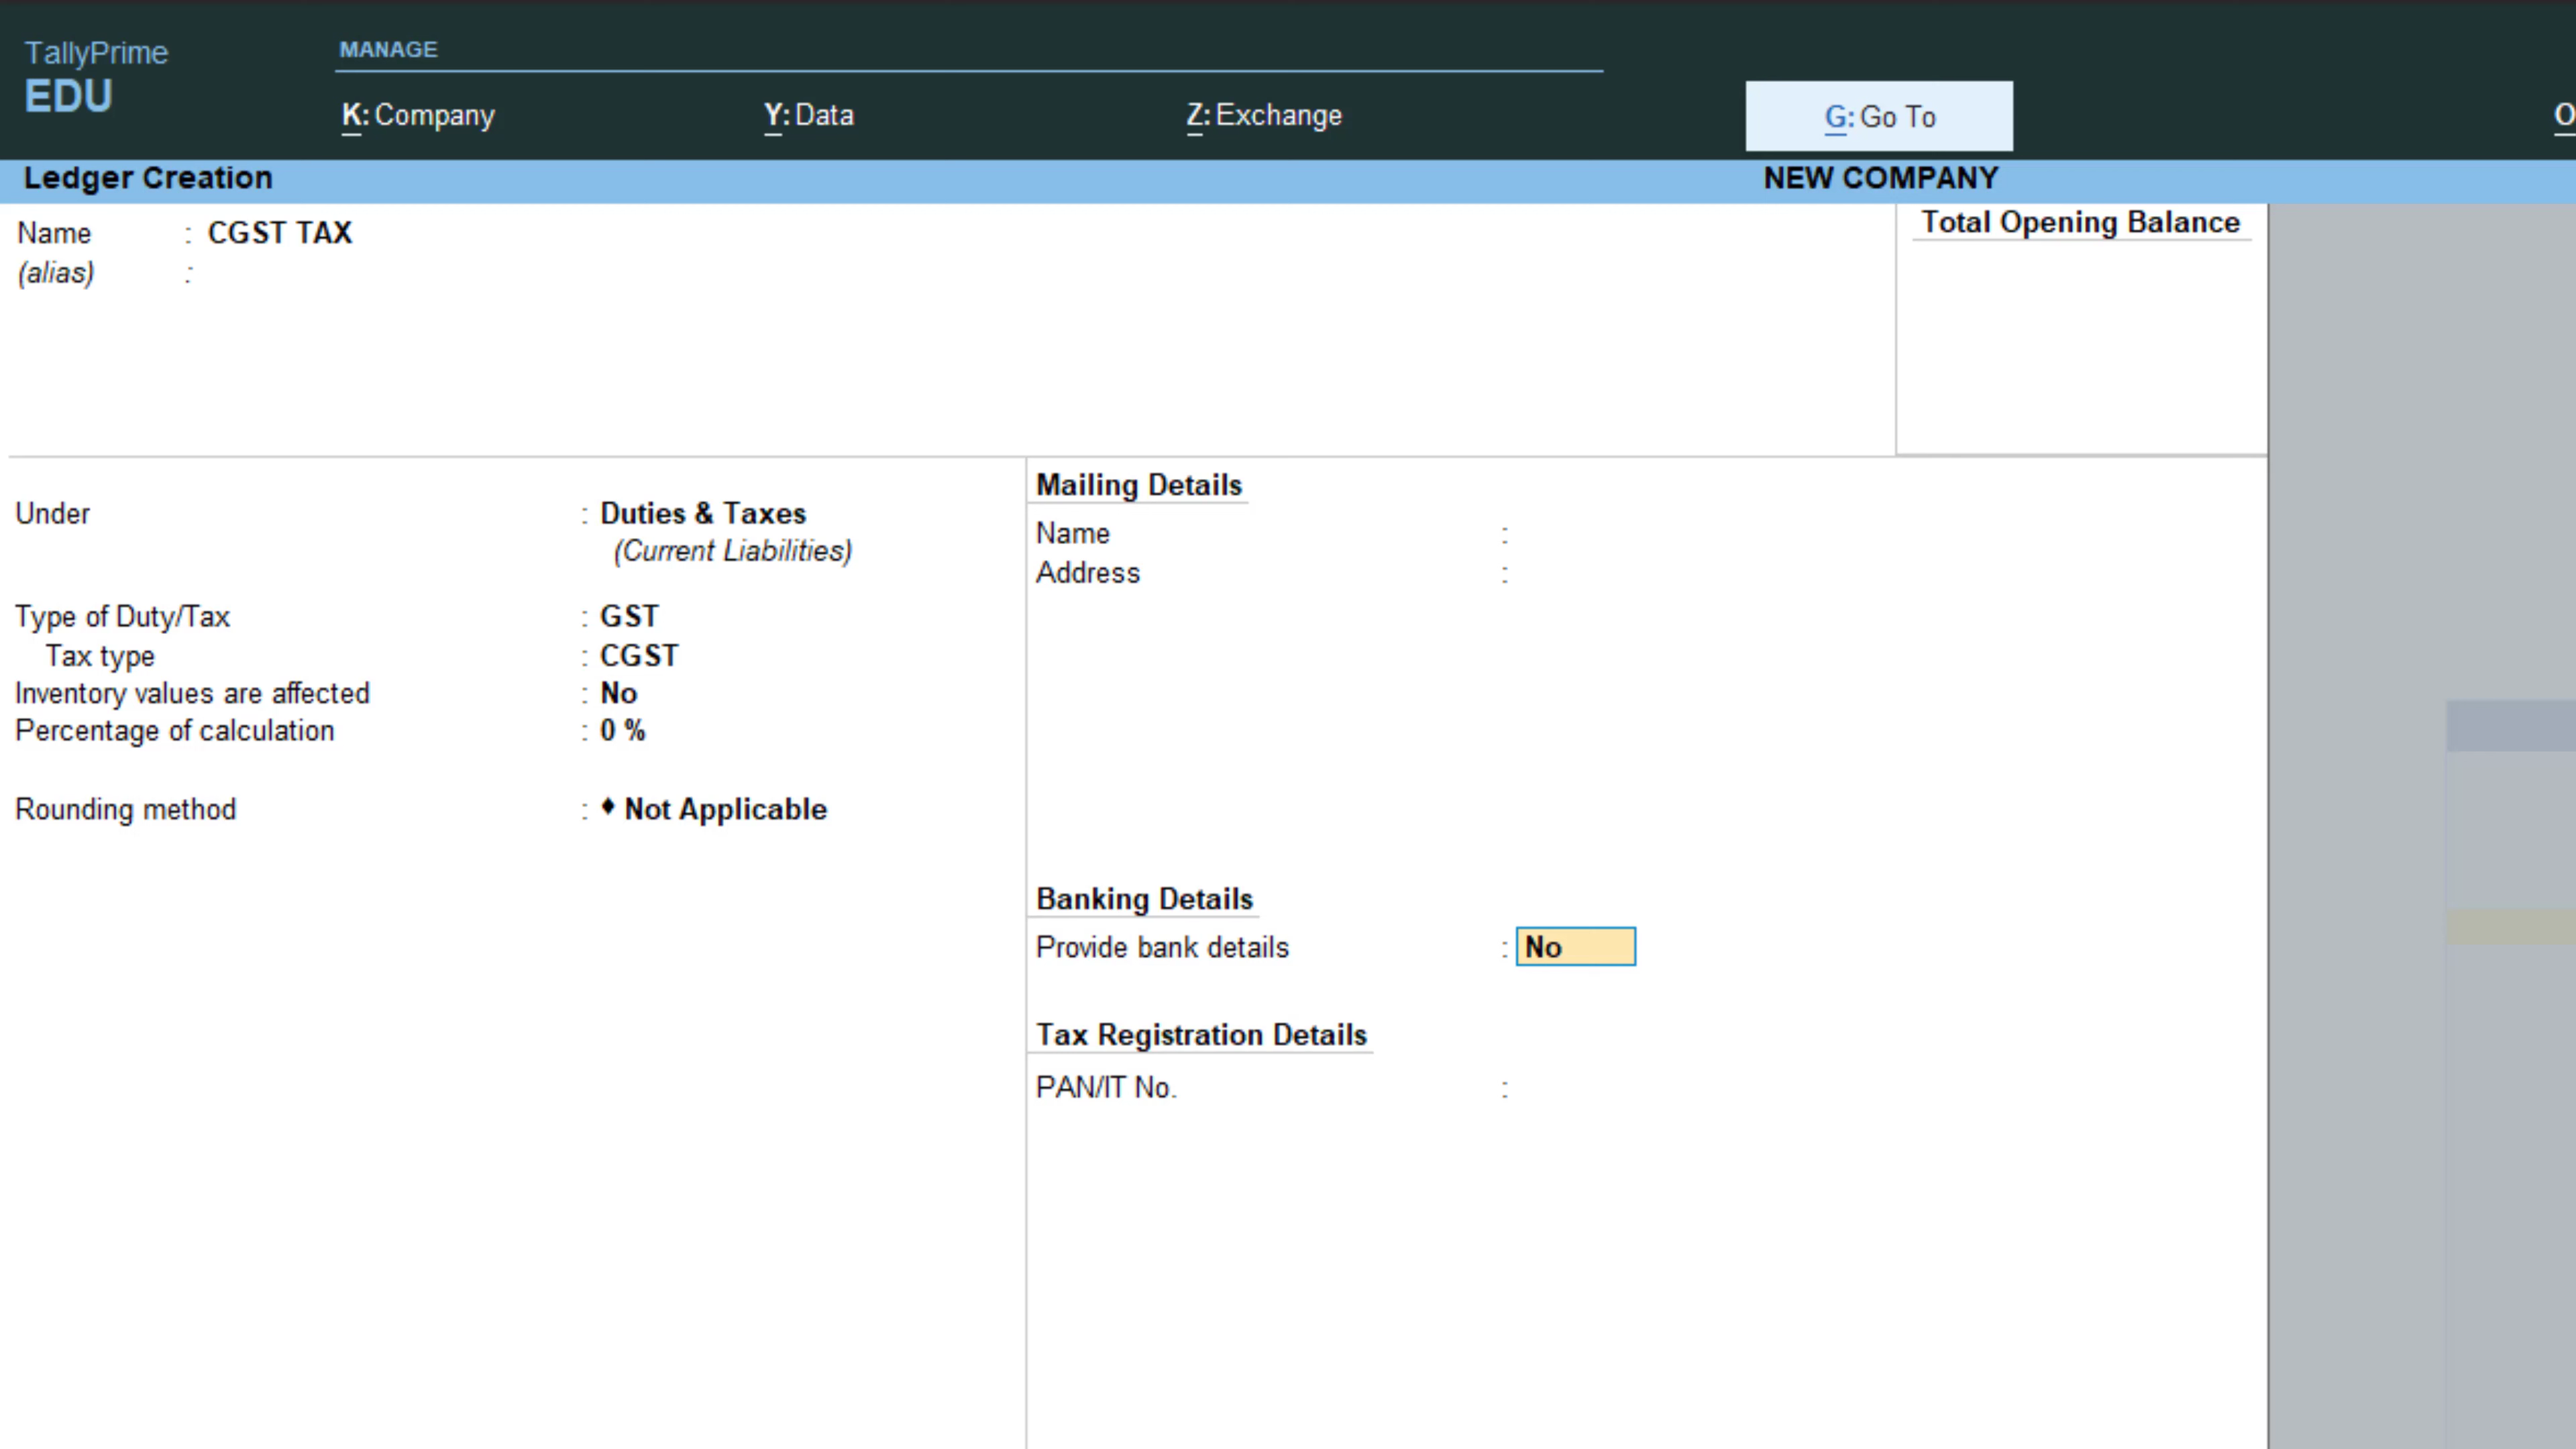 TallyPrime
EDU
MANAGE
K: Company
Y: Data
Z: Exchange
G: Go To
O
Ledger Creation
NEW COMPANY
Name : CGST TAX
(alias) :
Total Opening Balance
Under : Duties & Taxes
(Current Liabilities)
Type of Duty/Tax : GST
Tax type : CGST
Inventory values are affected : No
Percentage of calculation : 0 %
Rounding method : ♦ Not Applicable
Mailing Details
Name :
Address :
Banking Details
Provide bank details : No
Tax Registration Details
PAN/IT No. :